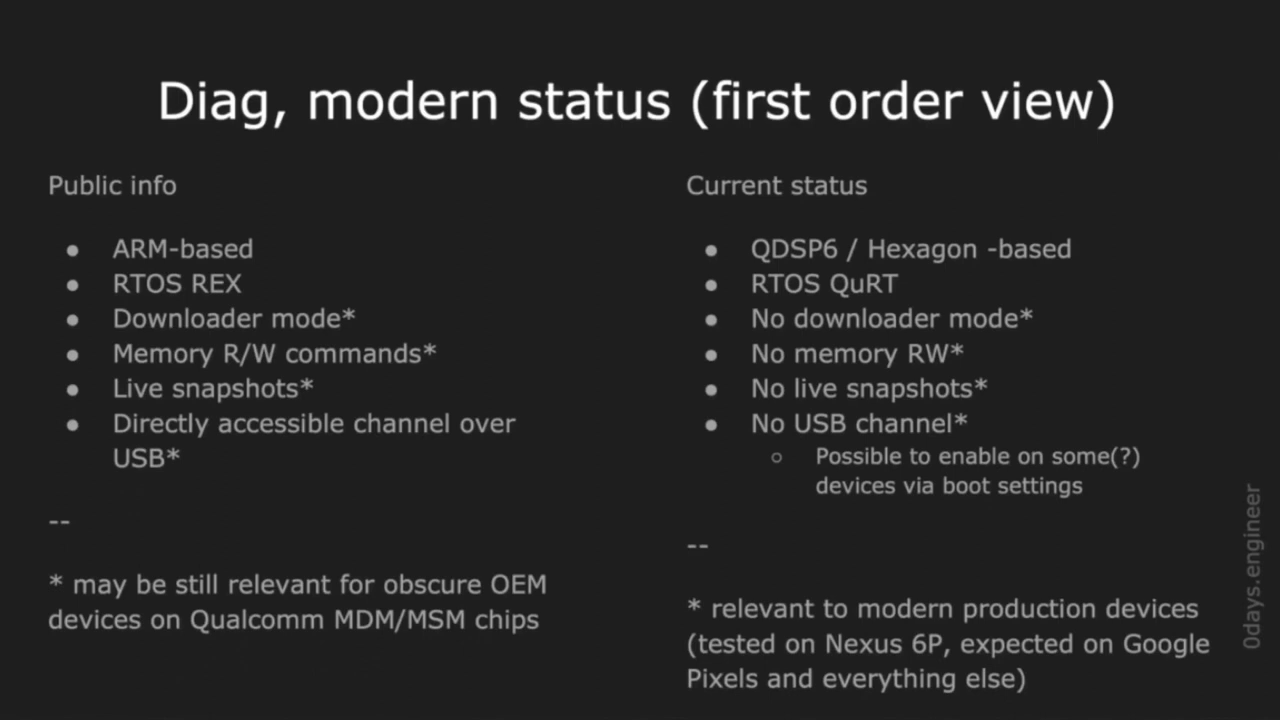 Diag, modern status (first order view)
Public info
● ARM-based
● RTOS REX
● Downloader mode*
● Memory R/W commands*
● Live snapshots*
● Directly accessible channel over
USB*
--
* may be still relevant for obscure OEM
devices on Qualcomm MDM/MSM chips
Current status
● QDSP6 / Hexagon -based
● RTOS QuRT
● No downloader mode*
● No memory RW*
● No live snapshots*
● No USB channel*
○ Possible to enable on some(?)
devices via boot settings
--
* relevant to modern production devices
(tested on Nexus 6P, expected on Google
Pixels and everything else)
0days.engineer